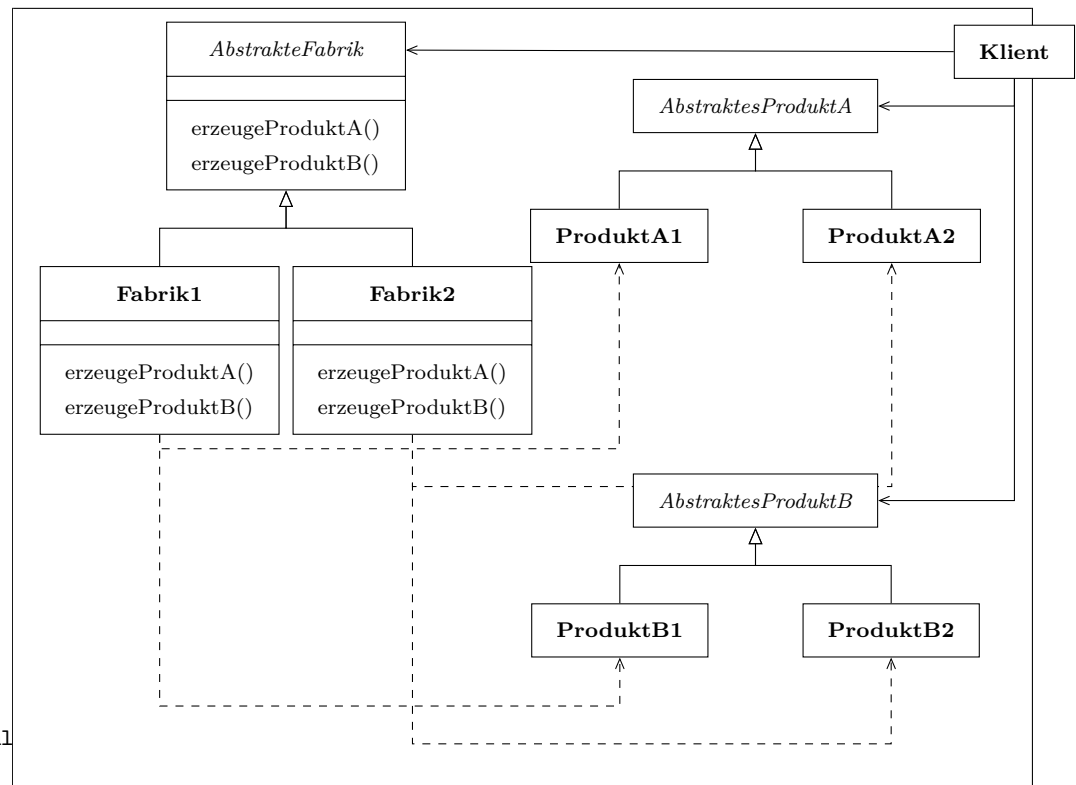 AbstrakteFabrik
Klient
AbstraktesProduktA
erzeugeProduktA()
erzeugeProduktB()
ProduktA1
ProduktA2
Fabrik1
Fabrik2
erzeugeProduktA()
erzeugeProduktB()
erzeugeProduktA()
erzeugeProduktB()
AbstraktesProduktB
ProduktB1
ProduktB2